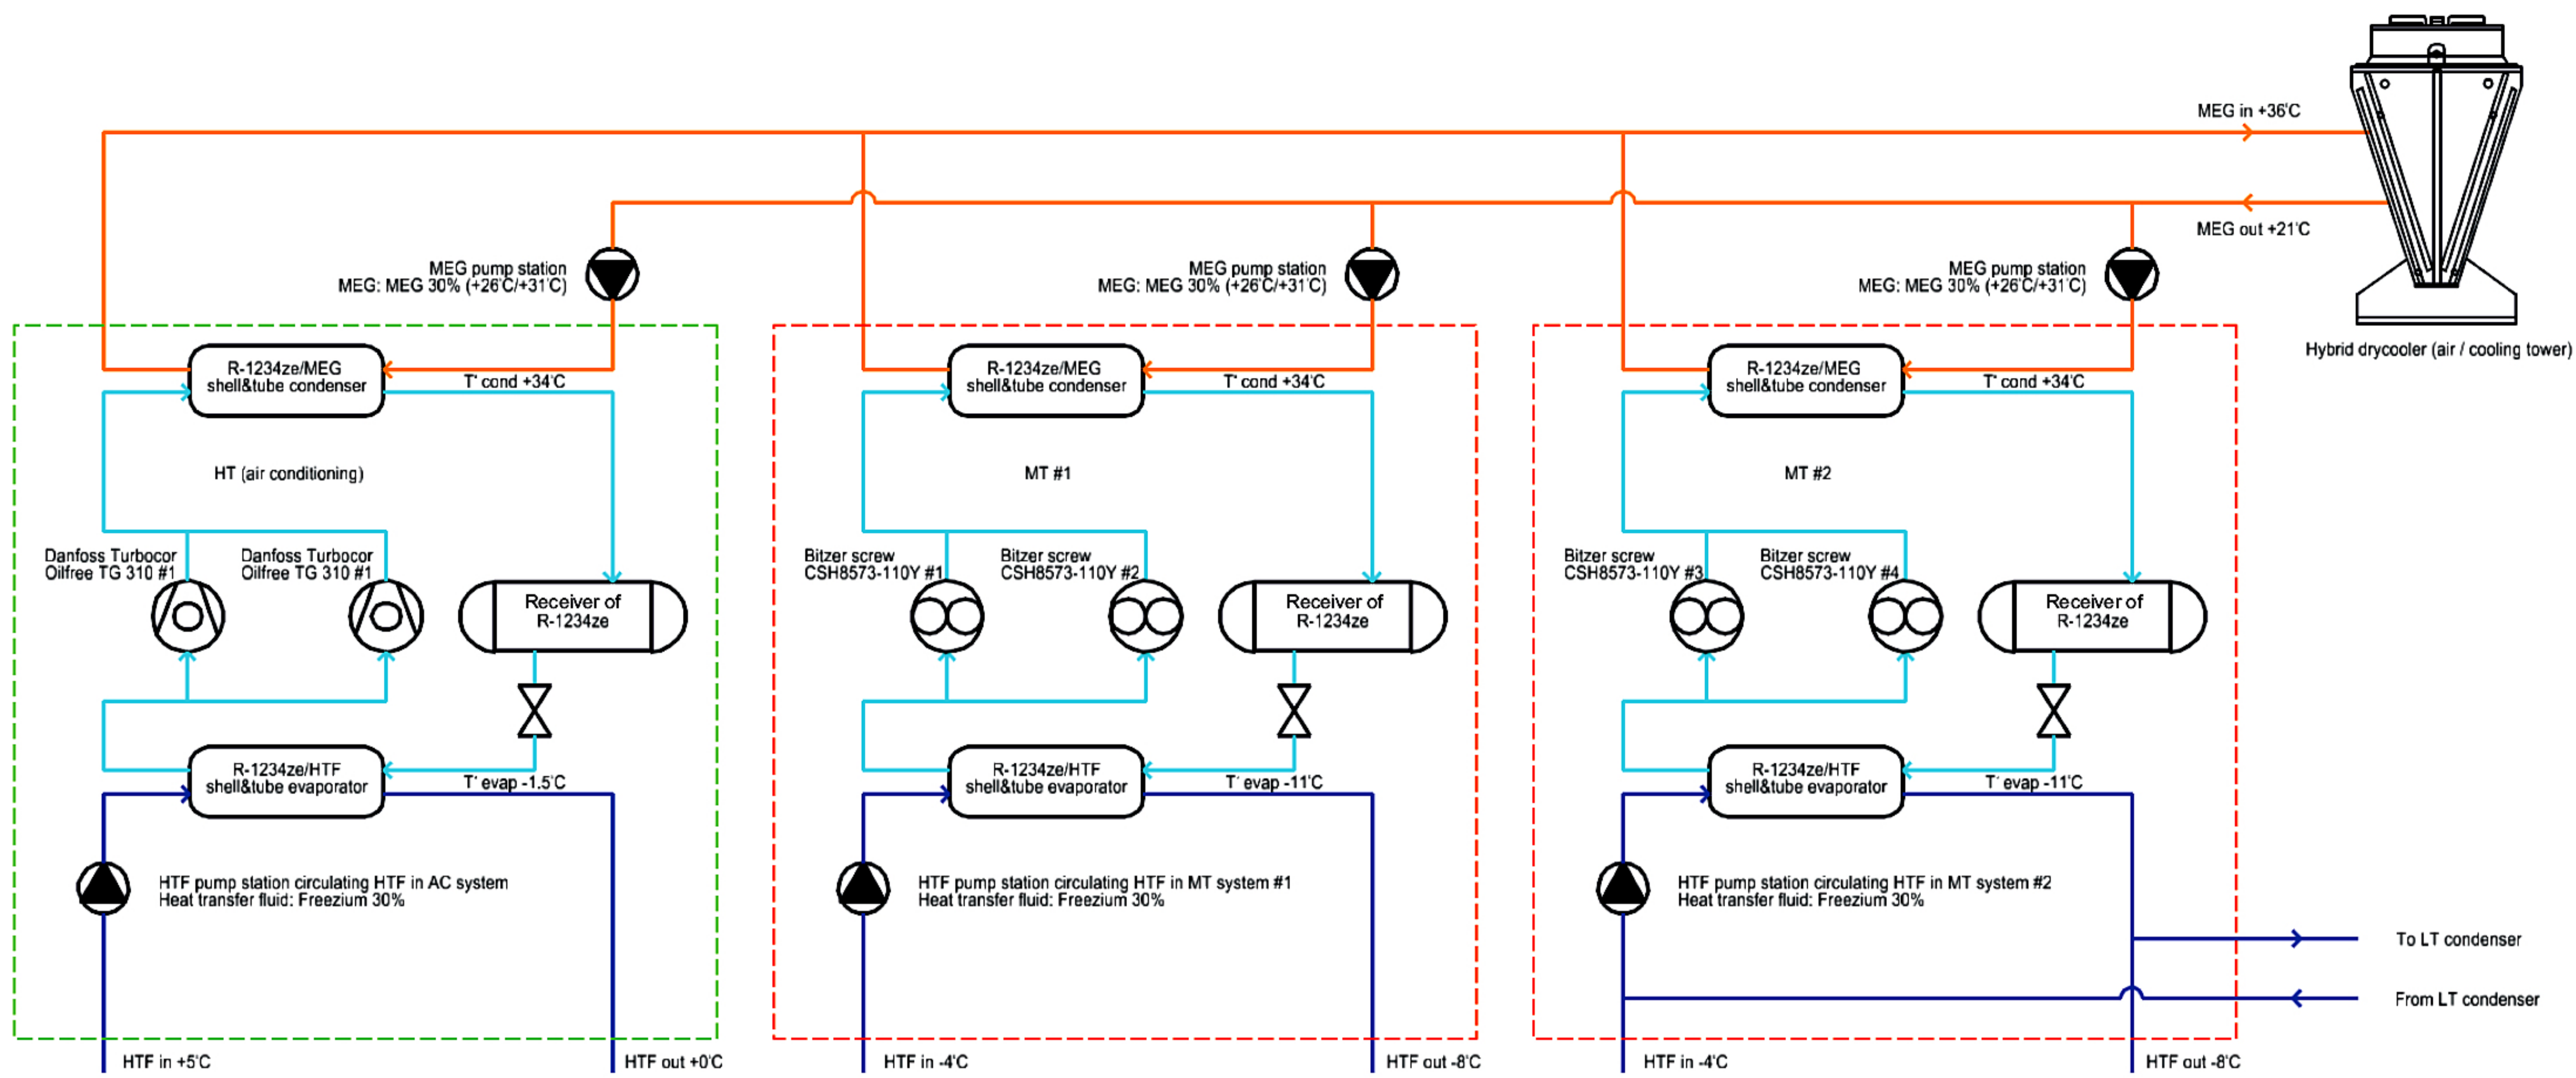 MEG in +36°C
MEG out +21°C
Hybrid drycooler (air / cooling tower)
MEG pump station
MEG: MEG 30% (+26°C/+31°C)
MEG pump station
MEG: MEG 30% (+26°C/+31°C)
MEG pump station
MEG: MEG 30% (+26°C/+31°C)
R-1234ze/MEG
shell&tube condenser
T° cond +34°C
HT (air conditioning)
Danfoss Turbocor
Oilfree TG 310 #1
Danfoss Turbocor
Oilfree TG 310 #1
Receiver of
R-1234ze
R-1234ze/HTF
shell&tube evaporator
T° evap -1.5°C
HTF pump station circulating HTF in AC system
Heat transfer fluid: Freezium 30%
HTF in +5°C
HTF out +0°C
R-1234ze/MEG
shell&tube condenser
T° cond +34°C
MT #1
Bitzer screw
CSH8573-110Y #1
Bitzer screw
CSH8573-110Y #2
Receiver of
R-1234ze
R-1234ze/HTF
shell&tube evaporator
T° evap -11°C
HTF pump station circulating HTF in MT system #1
Heat transfer fluid: Freezium 30%
HTF in -4°C
HTF out -8°C
R-1234ze/MEG
shell&tube condenser
T° cond +34°C
MT #2
Bitzer screw
CSH8573-110Y #3
Bitzer screw
CSH8573-110Y #4
Receiver of
R-1234ze
R-1234ze/HTF
shell&tube evaporator
T° evap -11°C
HTF pump station circulating HTF in MT system #2
Heat transfer fluid: Freezium 30%
To LT condenser
From LT condenser
HTF in -4°C
HTF out -8°C